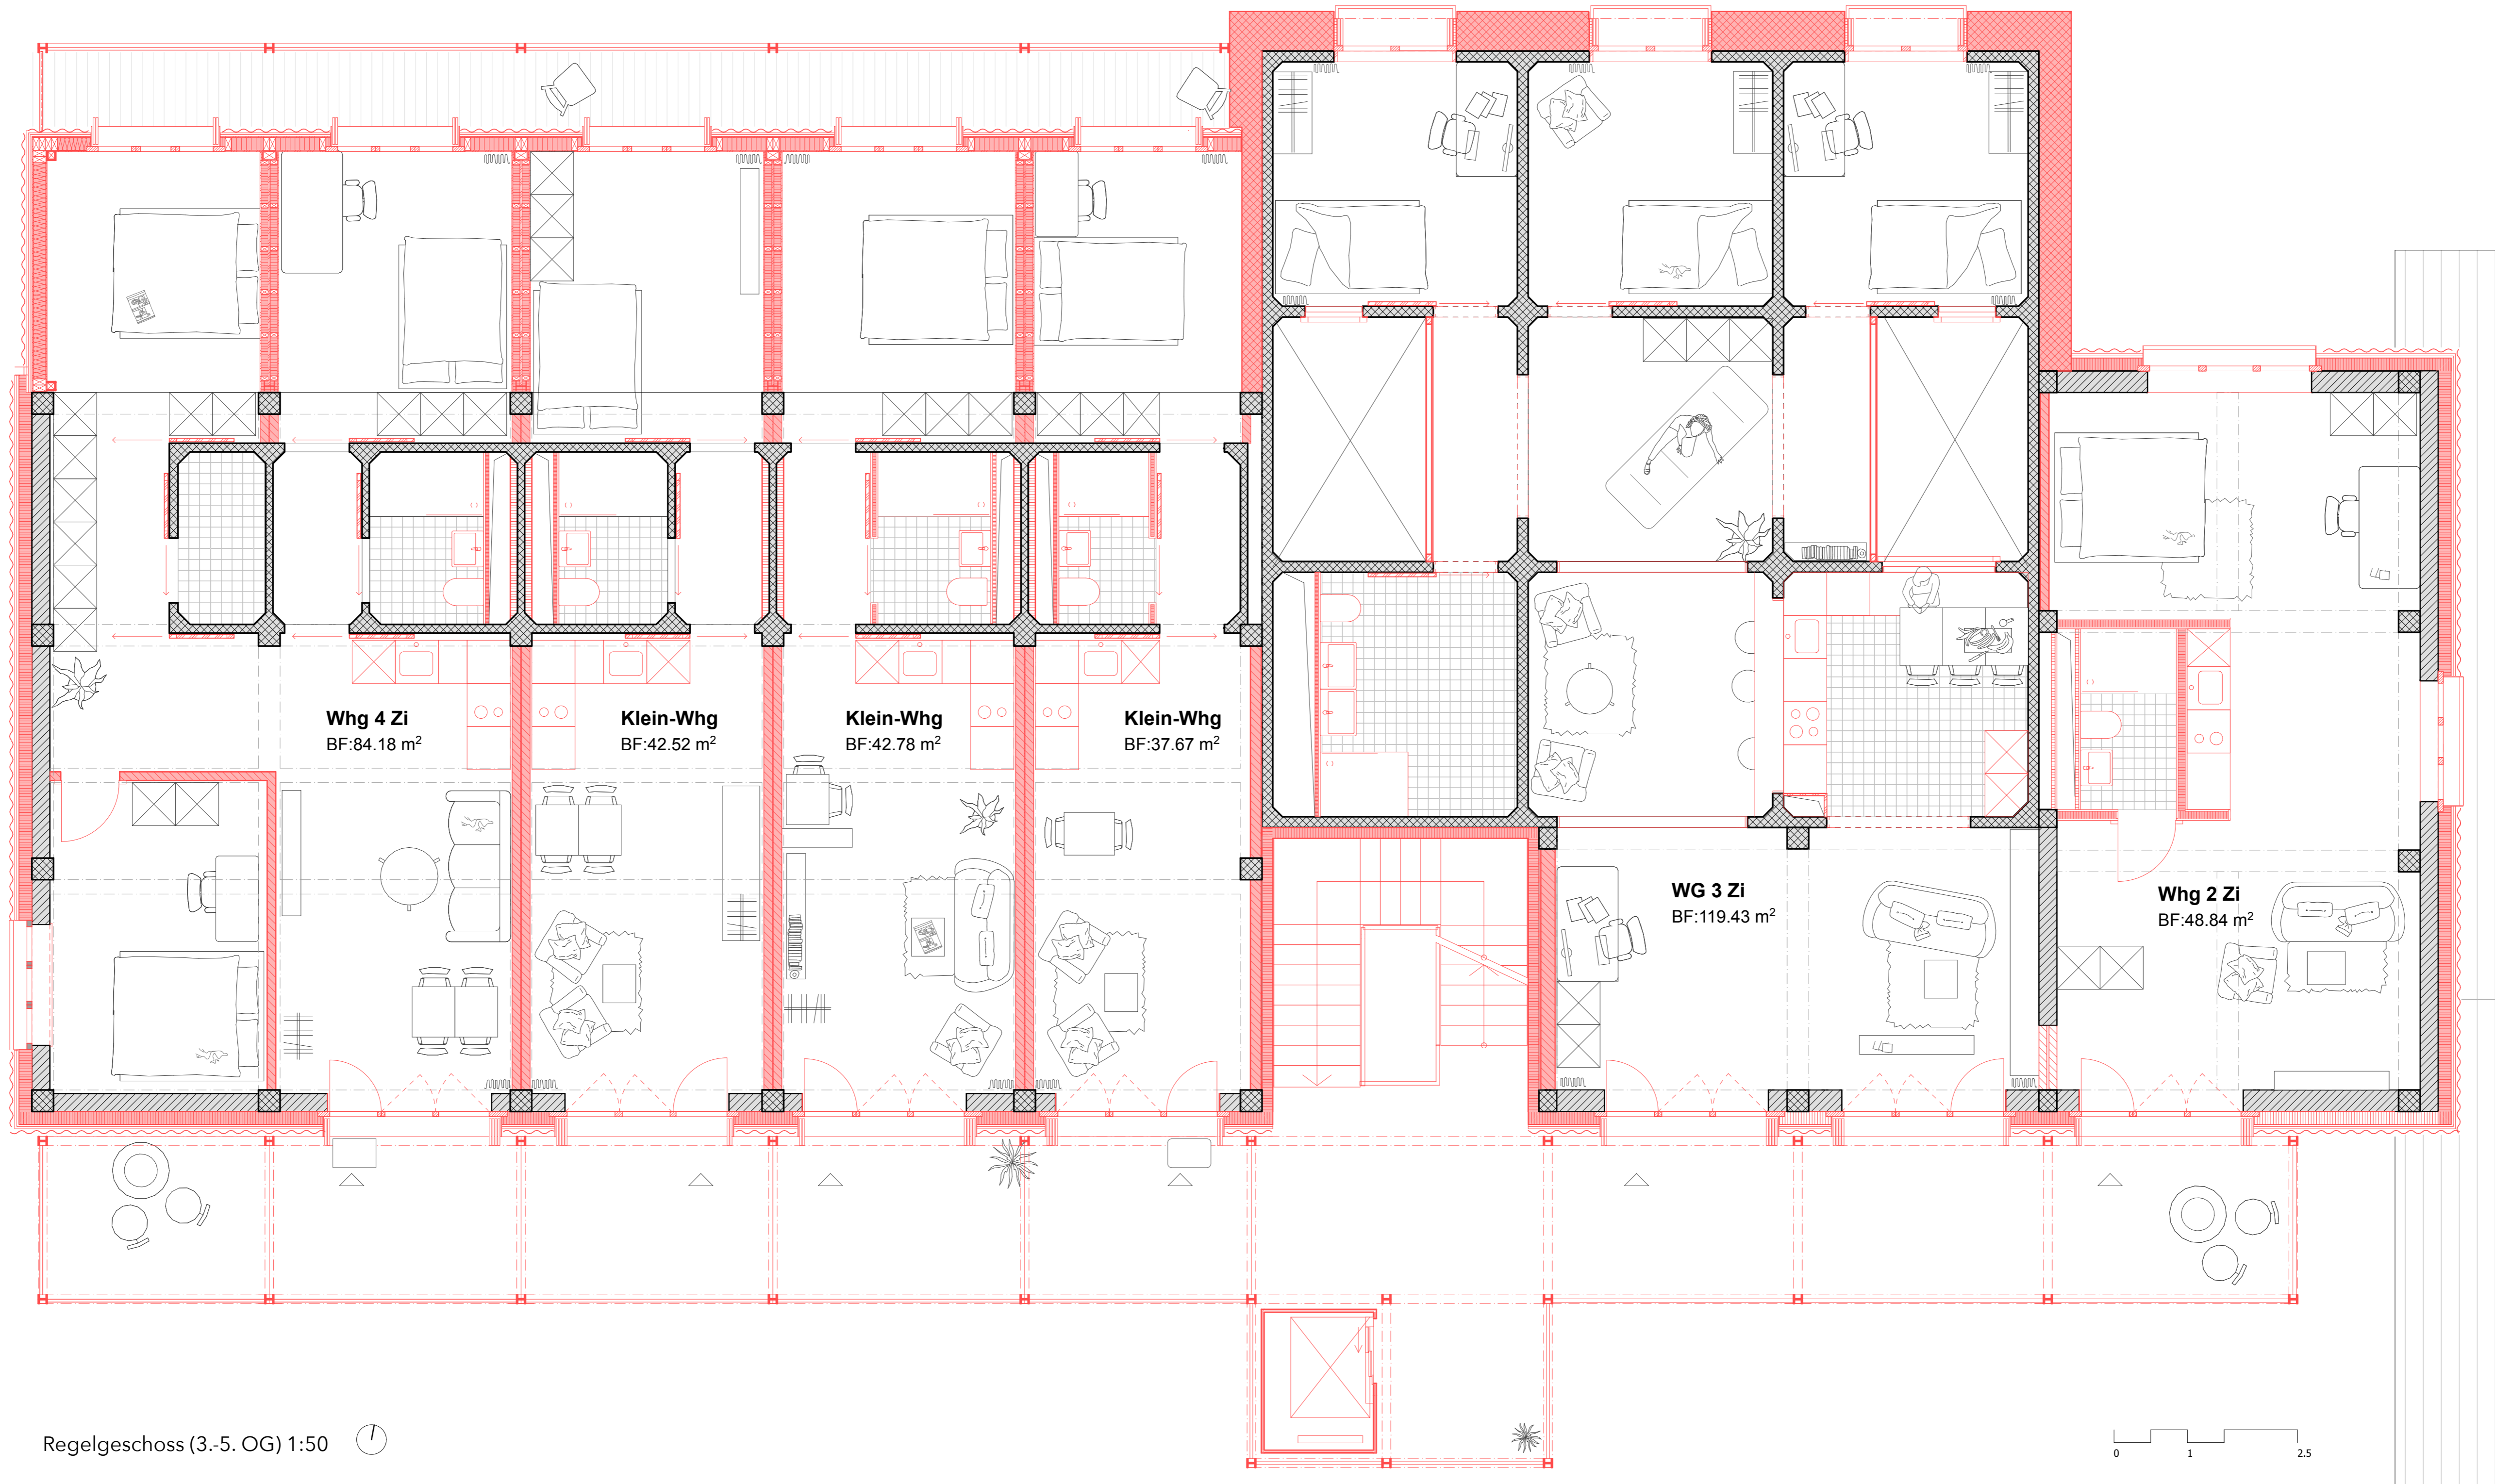 Whg 4 Zi
BF:84.18 m²
Klein-Whg
BF:42.52 m²
Klein-Whg
BF:42.78 m²
Klein-Whg
BF:37.67 m²
WG 3 Zi
BF:119.43 m²
Whg 2 Zi
BF:48.84 m²
Regelgeschoss (3.-5. OG) 1:50
0 1 2.5